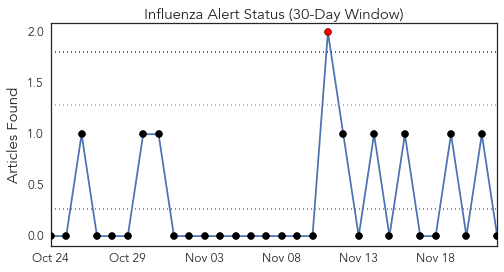 Influenza Alert Status (30-Day Window)
Articles Found
2.0
1.5
1.0
0.5
0.0
Oct 24 Oct 29 Nov 03 Nov 08 Nov 13 Nov 18